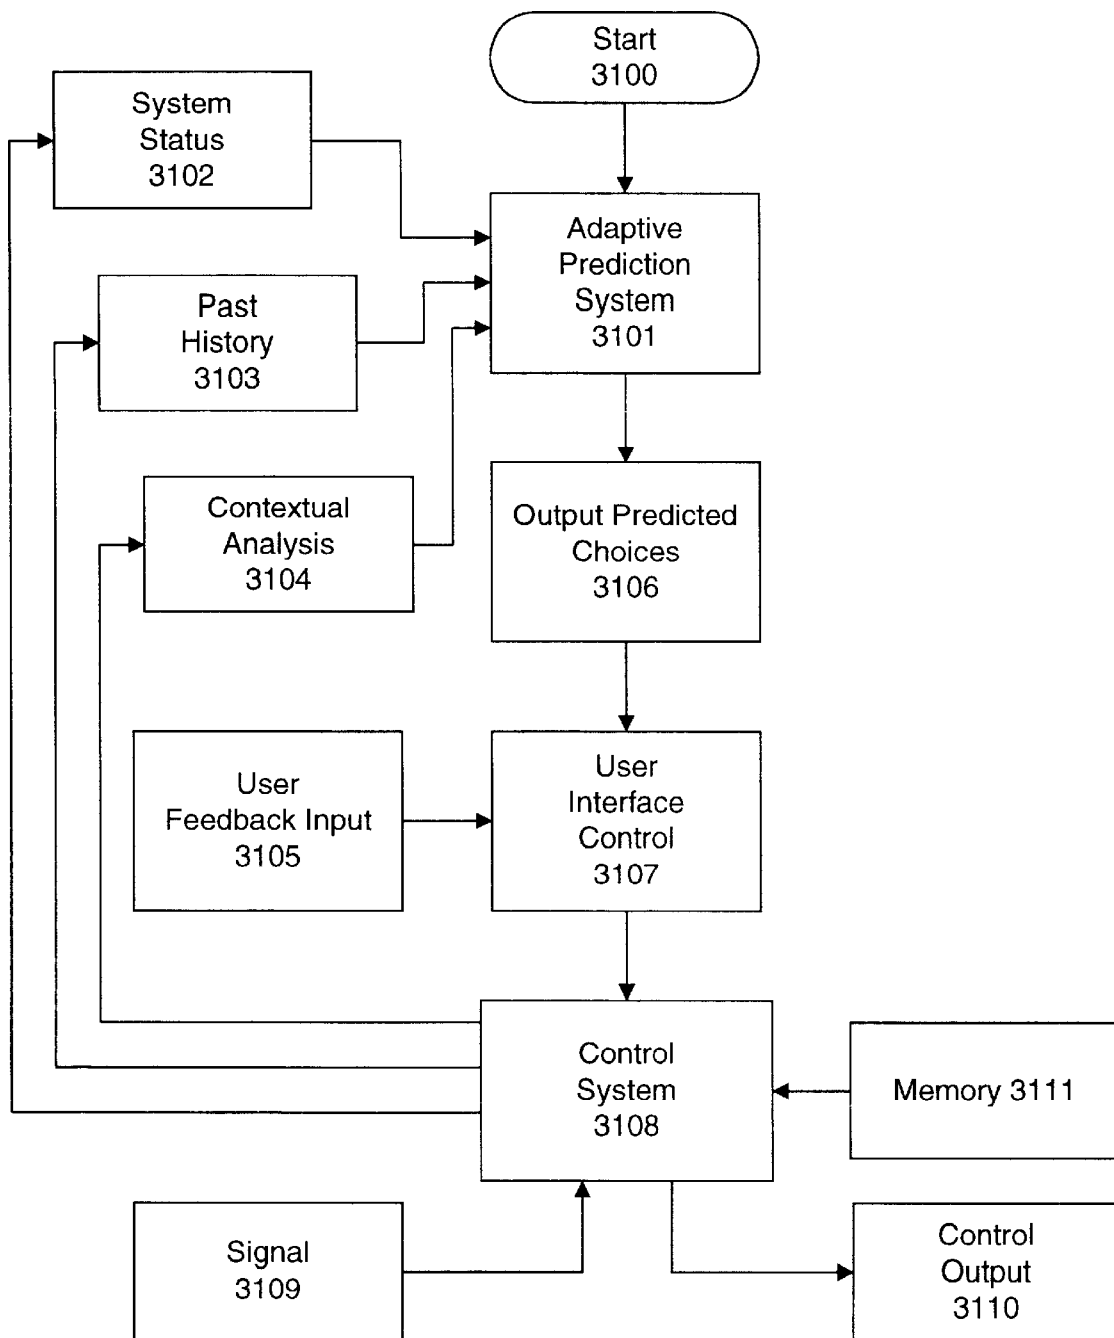 Start
3100
System
Status
3102
Adaptive
Prediction
System
3101
Past
History
3103
Contextual
Analysis
3104
Output Predicted
Choices
3106
User
Feedback Input
3105
User
Interface
Control
3107
Control
System
3108
Memory 3111
Signal
3109
Control
Output
3110